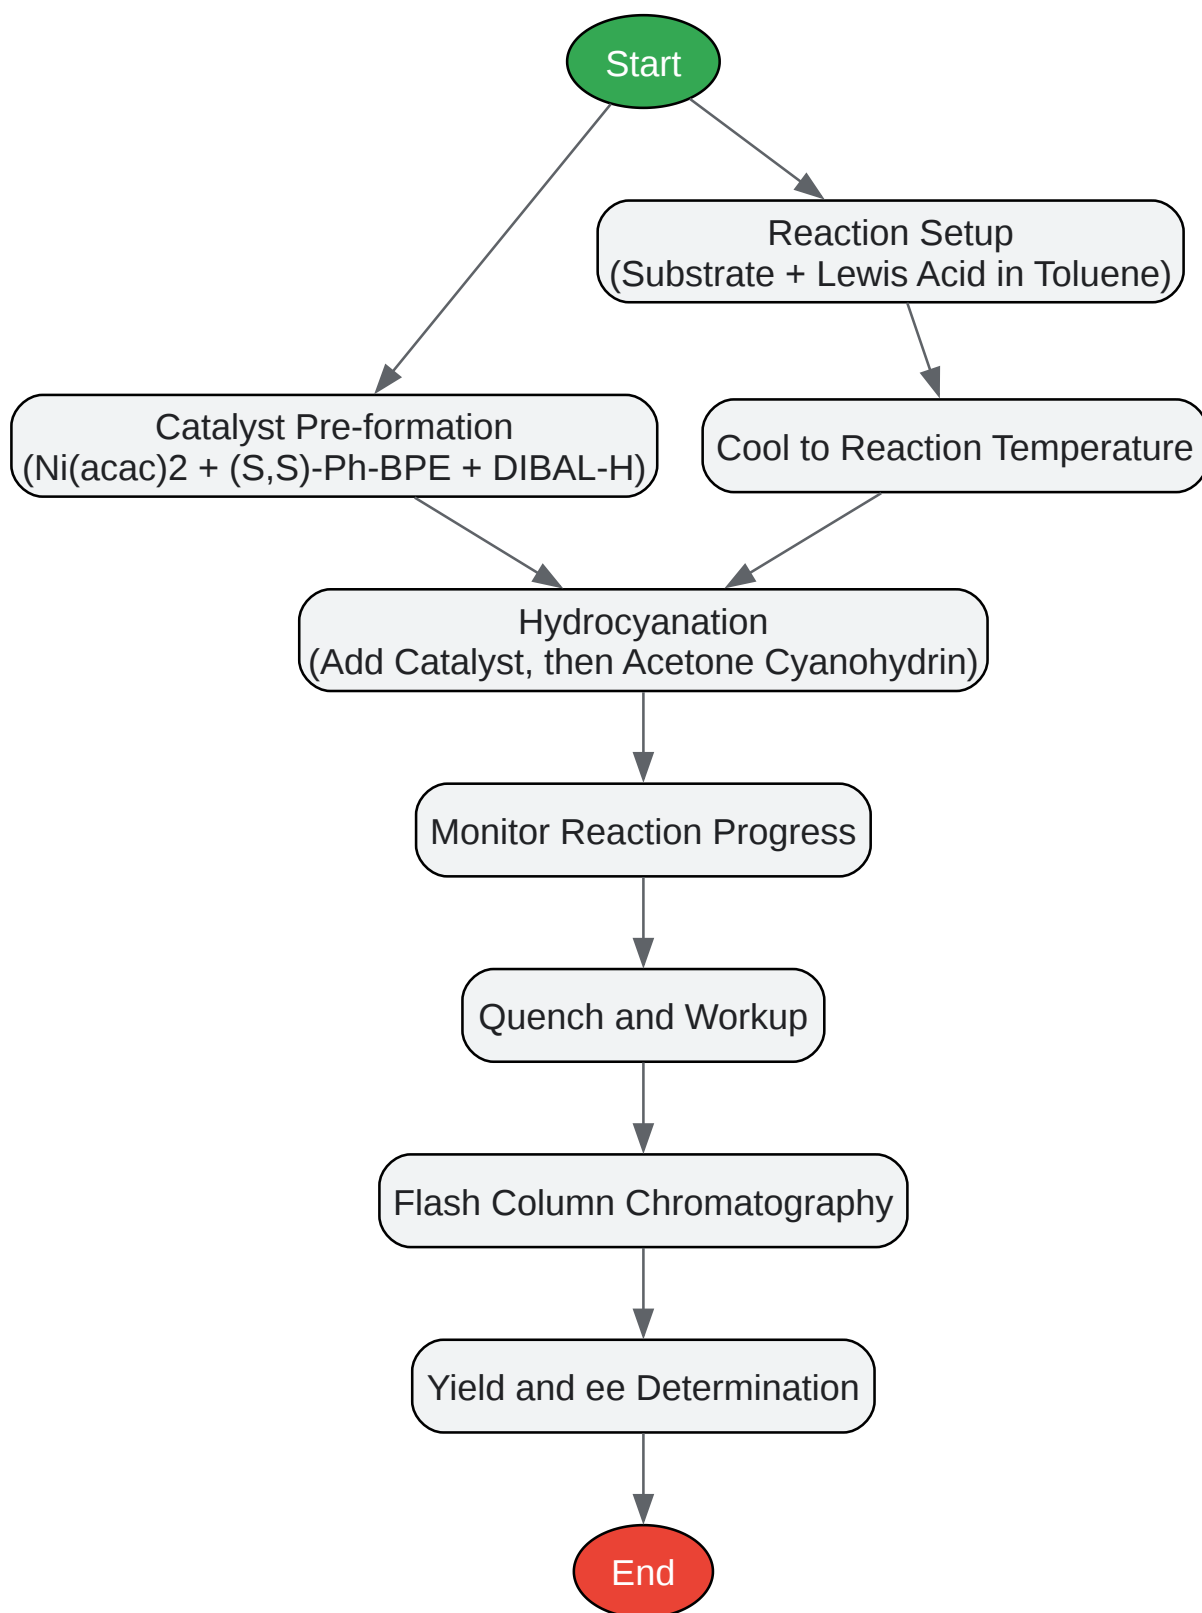 Start
Reaction Setup
(Substrate + Lewis Acid in Toluene)
Catalyst Pre-formation
(Ni(acac)2 + (S,S)-Ph-BPE + DIBAL-H)
Cool to Reaction Temperature
Hydrocyanation
(Add Catalyst, then Acetone Cyanohydrin)
Monitor Reaction Progress
Quench and Workup
Flash Column Chromatography
Yield and ee Determination
End